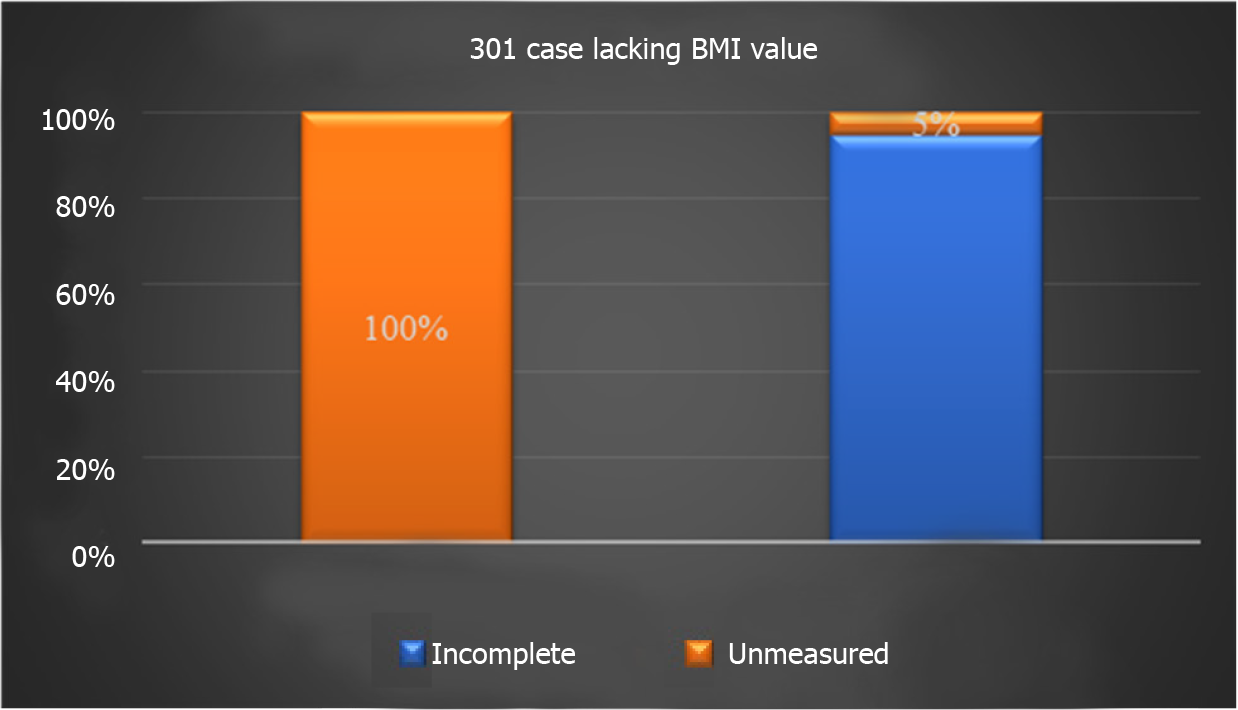 301 case lacking BMI value
100%
5%
80%
60%
100%
40%
20%
0%
Incomplete
Unmeasured